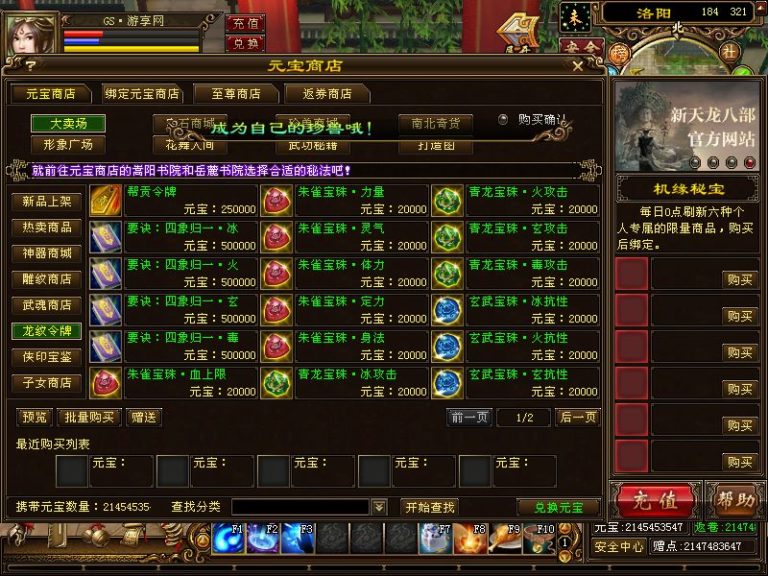 GS·游享网
充值
兑换
未
洛阳
184 321
北
安全
社
元宝商店
元宝商店
绑定元宝商店
至尊商店
返券商店
大卖场
南北奇货
购买确认
成为自己的珍兽哦!
形象广场
花舞人间
武功秘籍
打造图
就前往元宝商店的嵩阳书院和岳麓书院选择合适的秘法吧!
新品上架
热卖商品
神器商城
雕纹商店
武魂商店
龙纹令牌
侠印宝鉴
子女商店
帮贡令牌
元宝:250000
朱雀宝珠·力量
元宝:20000
青龙宝珠·火攻击
元宝:20000
要诀:四象归一·冰
元宝:500000
朱雀宝珠·灵气
元宝:20000
青龙宝珠·玄攻击
元宝:20000
要诀:四象归一·火
元宝:500000
朱雀宝珠·体力
元宝:20000
青龙宝珠·毒攻击
元宝:20000
要诀:四象归一·玄
元宝:500000
朱雀宝珠·定力
元宝:20000
玄武宝珠·冰抗性
元宝:20000
要诀:四象归一·毒
元宝:500000
朱雀宝珠·身法
元宝:20000
玄武宝珠·火抗性
元宝:20000
朱雀宝珠·血上限
元宝:20000
青龙宝珠·冰攻击
元宝:20000
玄武宝珠·玄抗性
元宝:20000
预览
批量购买
赠送
前一页
1/2
后一页
最近购买列表
元宝:
元宝:
元宝:
元宝:
元宝:
携带元宝数量:21454535
查找分类
开始查找
兑换元宝
新天龙八部
官方网站
机缘秘宝
每日0点刷新六种个
人专属的限量商品,购买
后绑定。
购买
购买
购买
购买
购买
购买
充值
帮助
F1
F2
F3
F7
F8
F9
F10
1
元宝:2145453547
返卷:21474
安全中心
赠点:2147483647